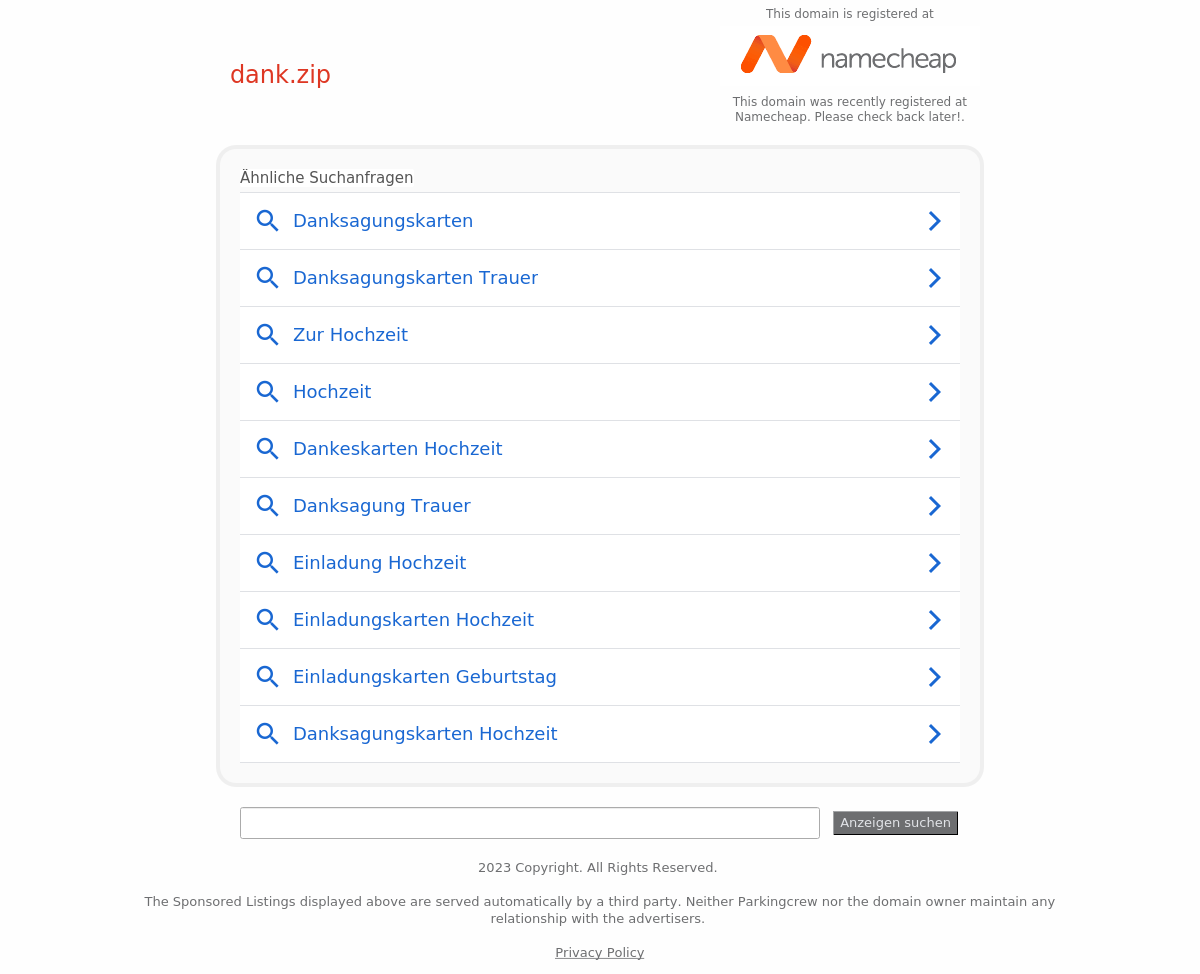 This domain is registered at
namecheap
dank.zip
This domain was recently registered at
Namecheap. Please check back later!.
Ähnliche Suchanfragen
Danksagungskarten
Danksagungskarten Trauer
Zur Hochzeit
Hochzeit
Dankeskarten Hochzeit
Danksagung Trauer
Einladung Hochzeit
Einladungskarten Hochzeit
Einladungskarten Geburtstag
Danksagungskarten Hochzeit
Anzeigen suchen
2023 Copyright. All Rights Reserved.
The Sponsored Listings displayed above are served automatically by a third party. Neither Parkingcrew nor the domain owner maintain any
relationship with the advertisers.
Privacy Policy